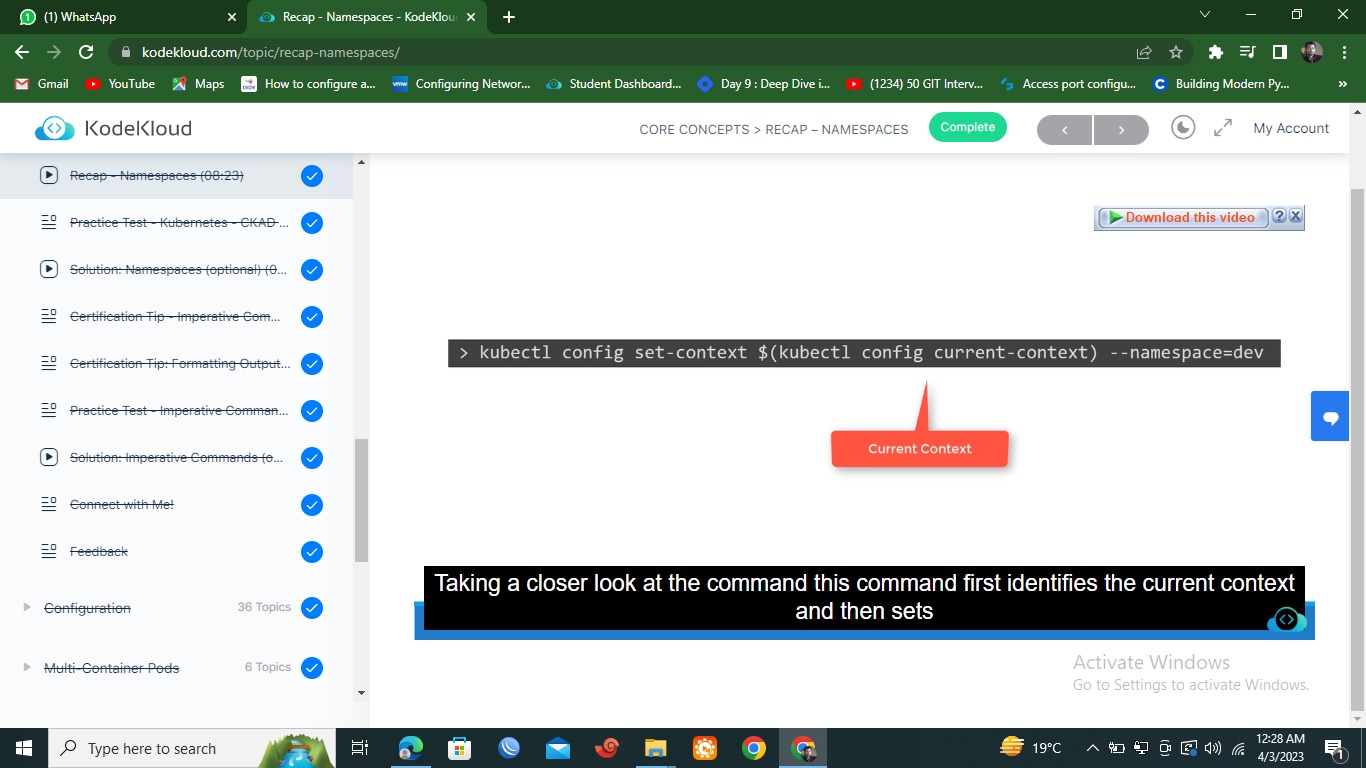 (1) WhatsApp
Recap - Namespaces - KodeKlou
kodekloud.com/topic/recap-namespaces/
Gmail
YouTube
Maps
How to configure a...
Configuring Networ...
Student Dashboard...
Day 9 : Deep Dive i...
(1234) 50 GIT Interv...
Access port configu...
Building Modern Py...
»
KodeKloud
CORE CONCEPTS > RECAP – NAMESPACES
Complete
My Account
Recap - Namespaces (08:23)
Practice Test - Kubernetes - CKAD ...
Solution: Namespaces (optional) (0...
Certification Tip - Imperative Com...
Certification Tip: Formatting Output...
Practice Test - Imperative Comman...
Solution: Imperative Commands (o...
Connect with Me!
Feedback
Configuration 36 Topics
Multi-Container Pods 6 Topics
Download this video ? X
> kubectl config set-context $(kubectl config current-context) --namespace=dev
Current Context
Taking a closer look at the command this command first identifies the current context
and then sets
Activate Windows
Go to Settings to activate Windows.
Type here to search
19°C
12:28 AM
4/3/2023
1